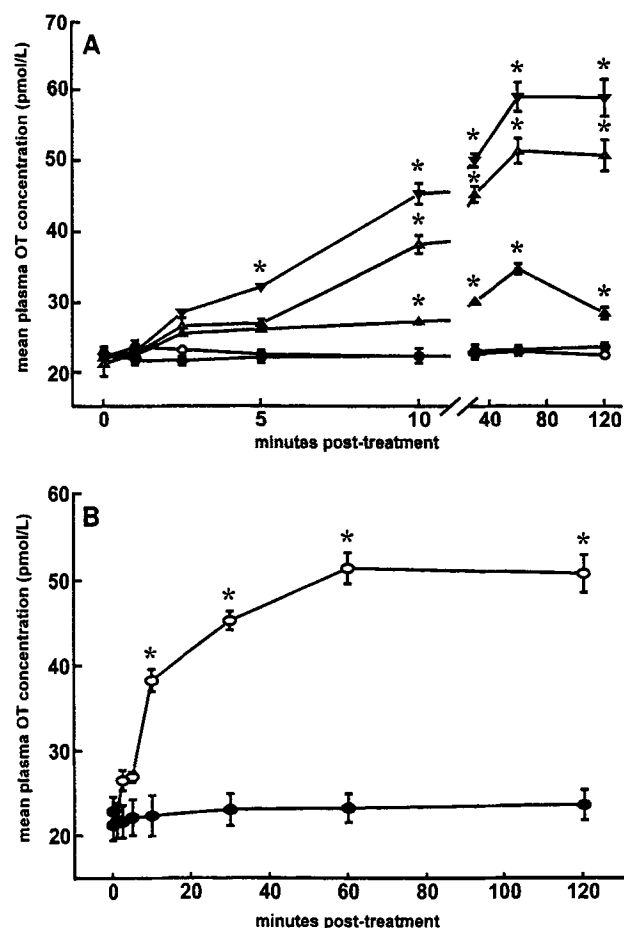 A
mean plasma OT concentration (pmol/L)
70
60
50
40
30
20
* * * * * * * * * * * *
0 5 10 40 80 120
minutes post-treatment
B
mean plasma OT concentration (pmol/L)
60
50
40
30
20
* * * *
0 20 40 60 80 100 120
minutes post-treatment